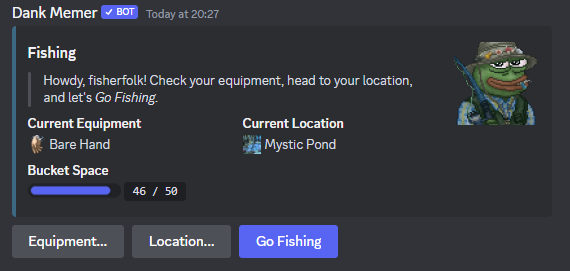 Dank Memer ✓ BOT Today at 20:27
Fishing
Howdy, fisherfolk! Check your equipment, head to your location,
and let's Go Fishing.
Current Equipment Current Location
Bare Hand Mystic Pond
Bucket Space
46 / 50
Equipment... Location... Go Fishing